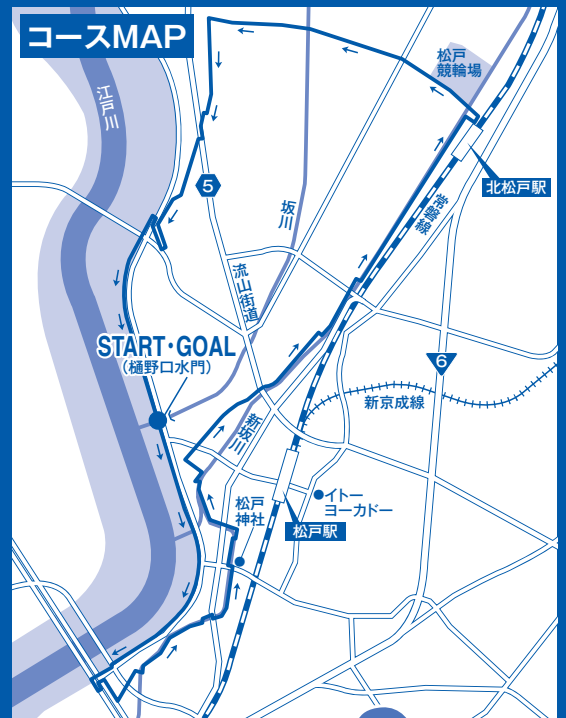 コースMAP
江戸川
松戸
競輪場
北松戸駅
常磐線
5
坂川
流山街道
START・GOAL
(樋野口水門)
6
新京成線
新坂川
松戸
神社
イトー
ヨーカドー
松戸駅